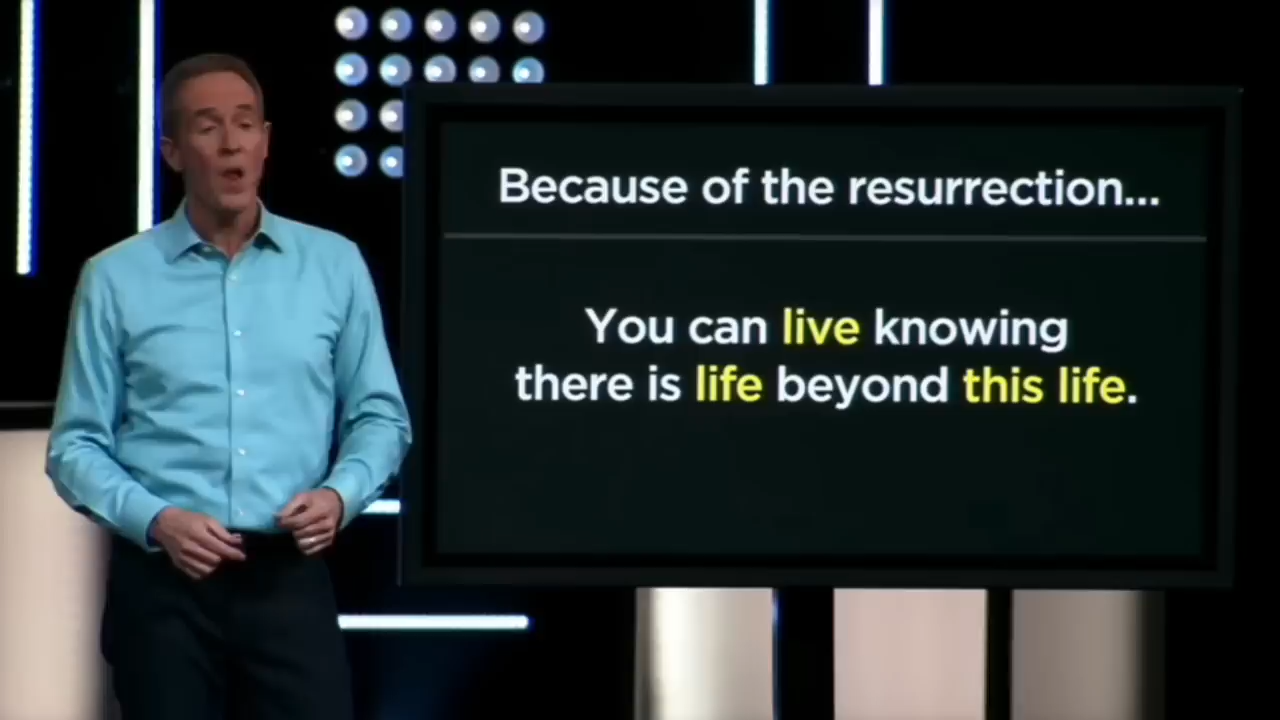 Because of the resurrection...
You can live knowing
there is life beyond this life.